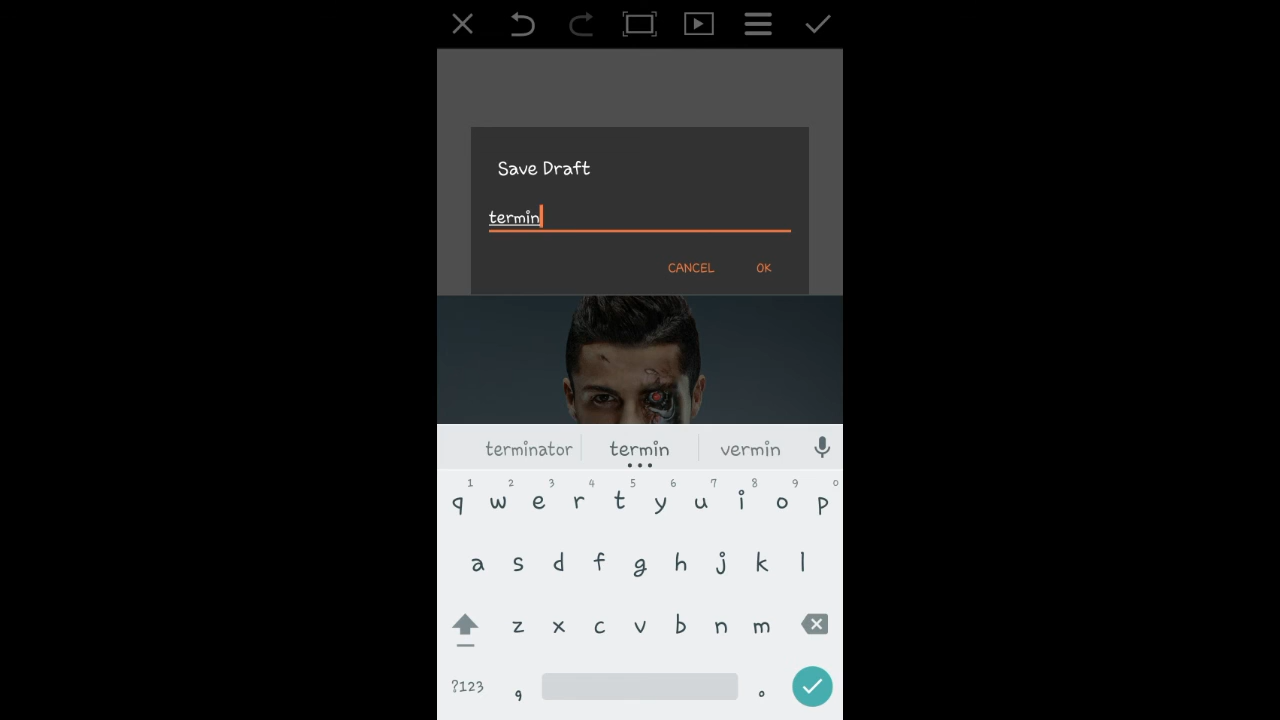 Save Draft
termin
CANCEL OK
terminator termin vermin
1 2 3 4 5 6 7 8 9 0
q w e r t y u i o p
a s d f g h j k l
z x c v b n m
?123 , .